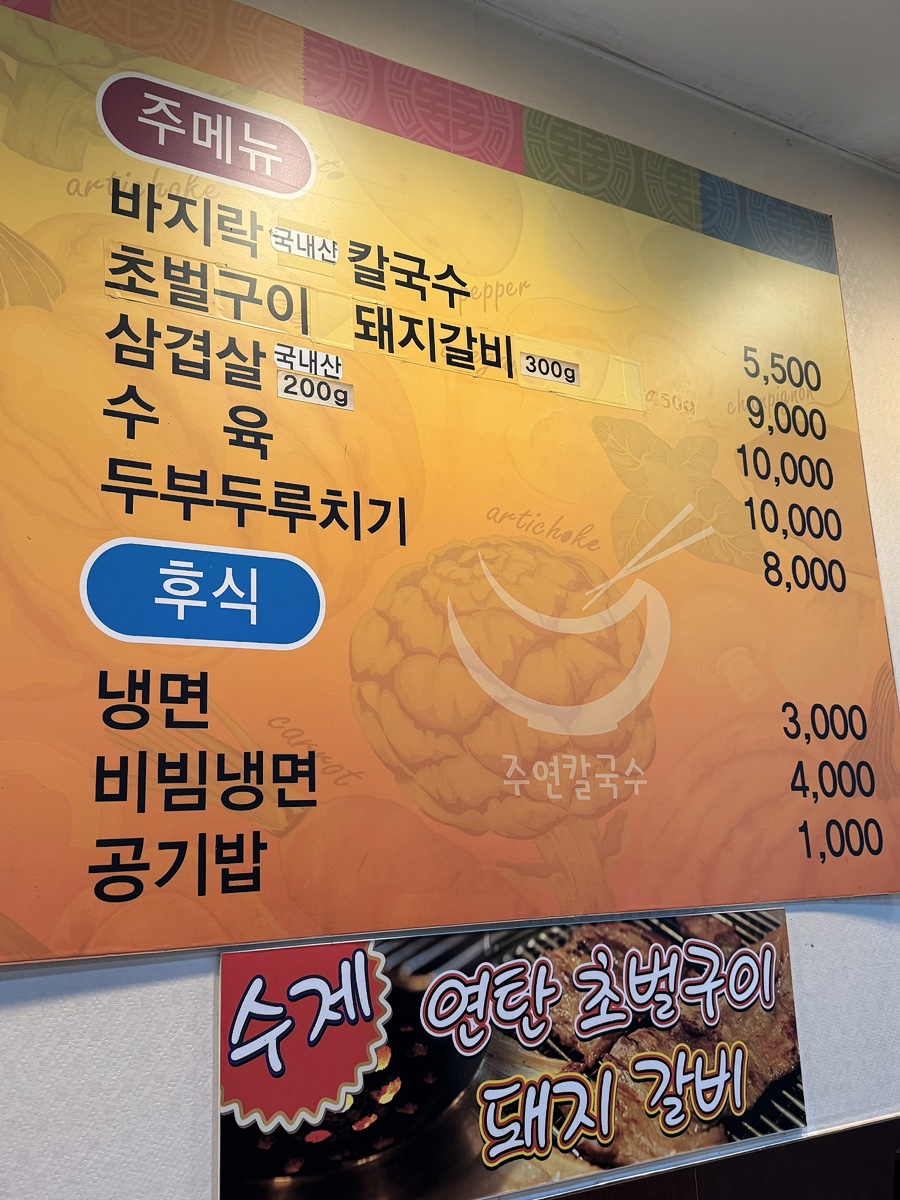 주메뉴
artichoke
바지락 국내산 칼국수 5,500
pepper
초벌구이 돼지갈비 300g 9,000
삼겹살 국내산 200g 10,000
수 육 10,000
두부두루치기 8,000
artichoke
후식
냉면 3,000
carrot
비빔냉면 4,000
주연칼국수
공기밥 1,000
수제
연탄 초벌구이
돼지 갈비